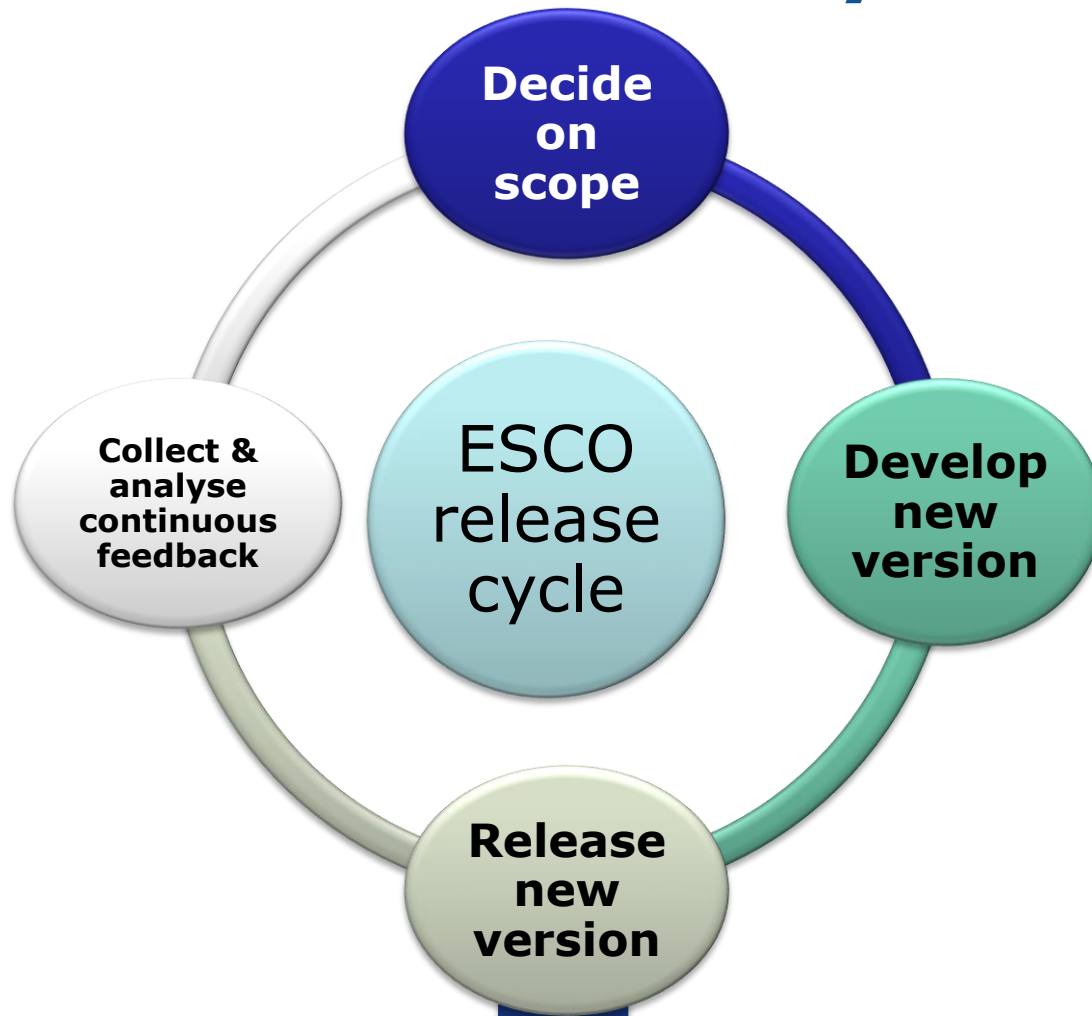 Decide
on
scope
Collect &
analyse
continuous
feedback
ESCO
release
cycle
Develop
new
version
Release
new
version